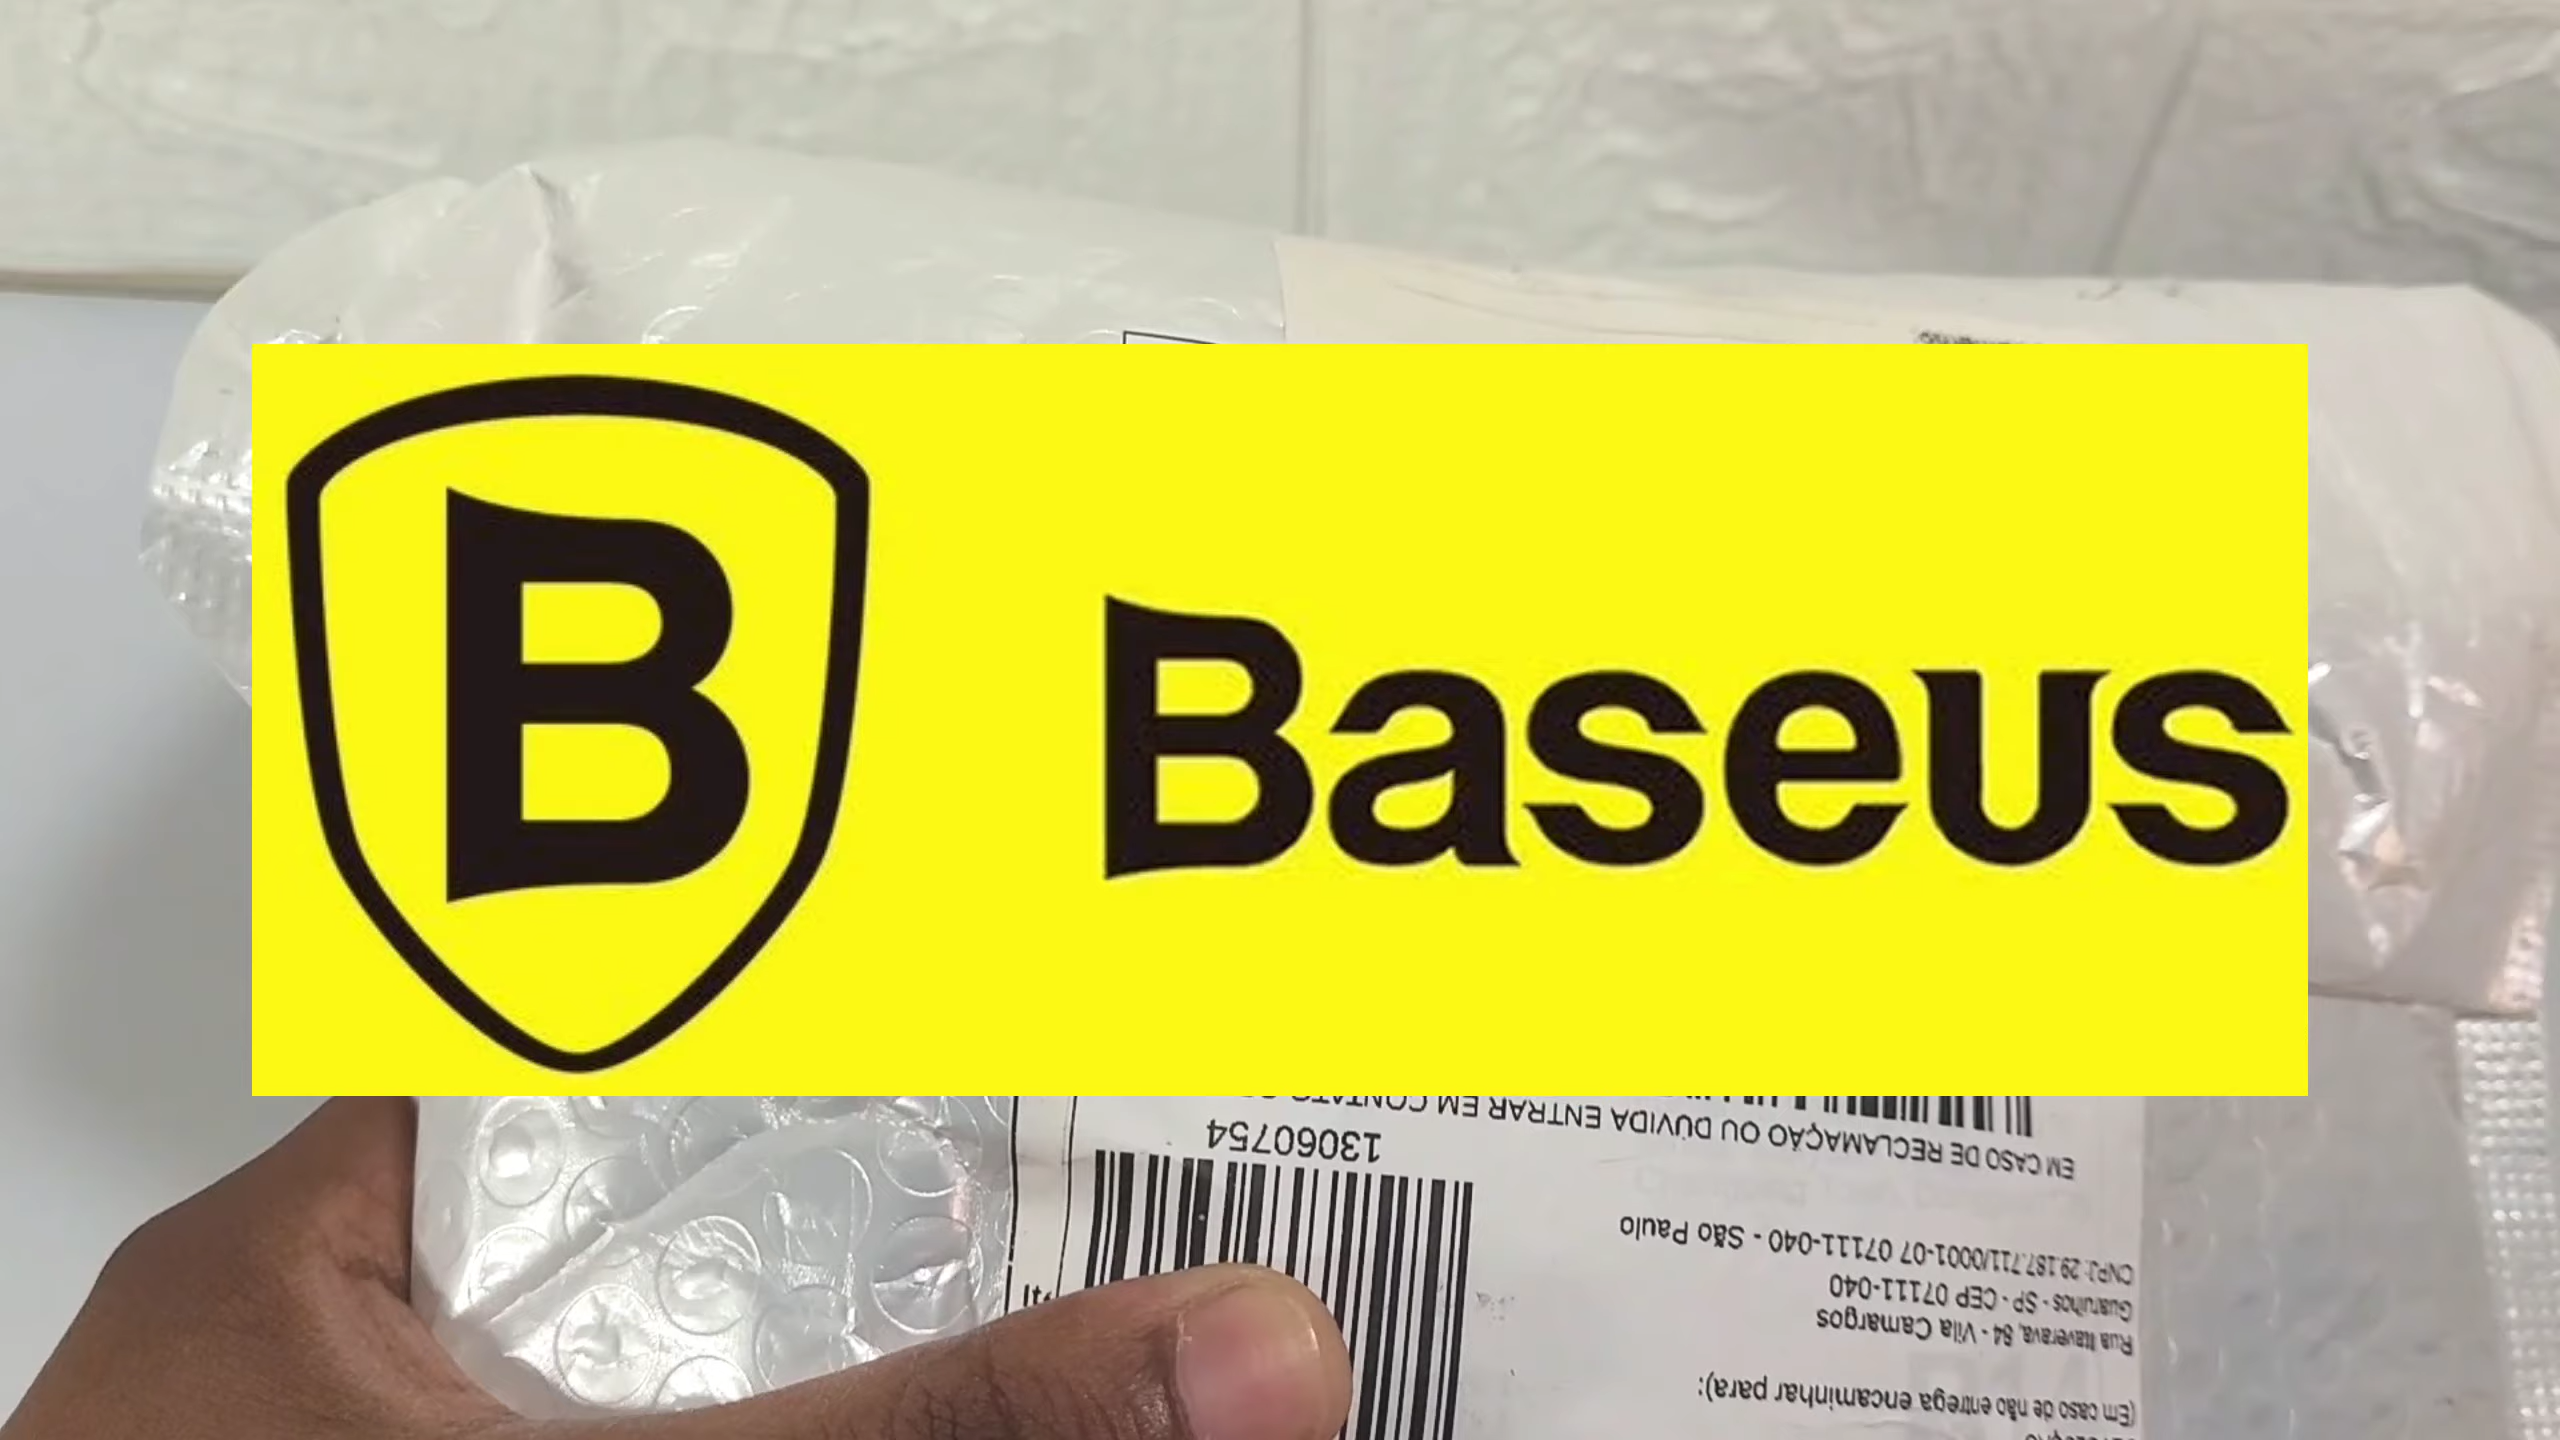 B
Baseus
EM CASO DE RECLAMAÇÃO OU DÚVIDA ENTRAR EM CONTATO
13060754
CNPJ: 29.187.711/0001-07 07111-040 - São Paulo
Guarulhos - SP - CEP 07111-040
Rua Itaverava, 84 - Vila Camargos
(Em caso de não entrega encaminhar para):